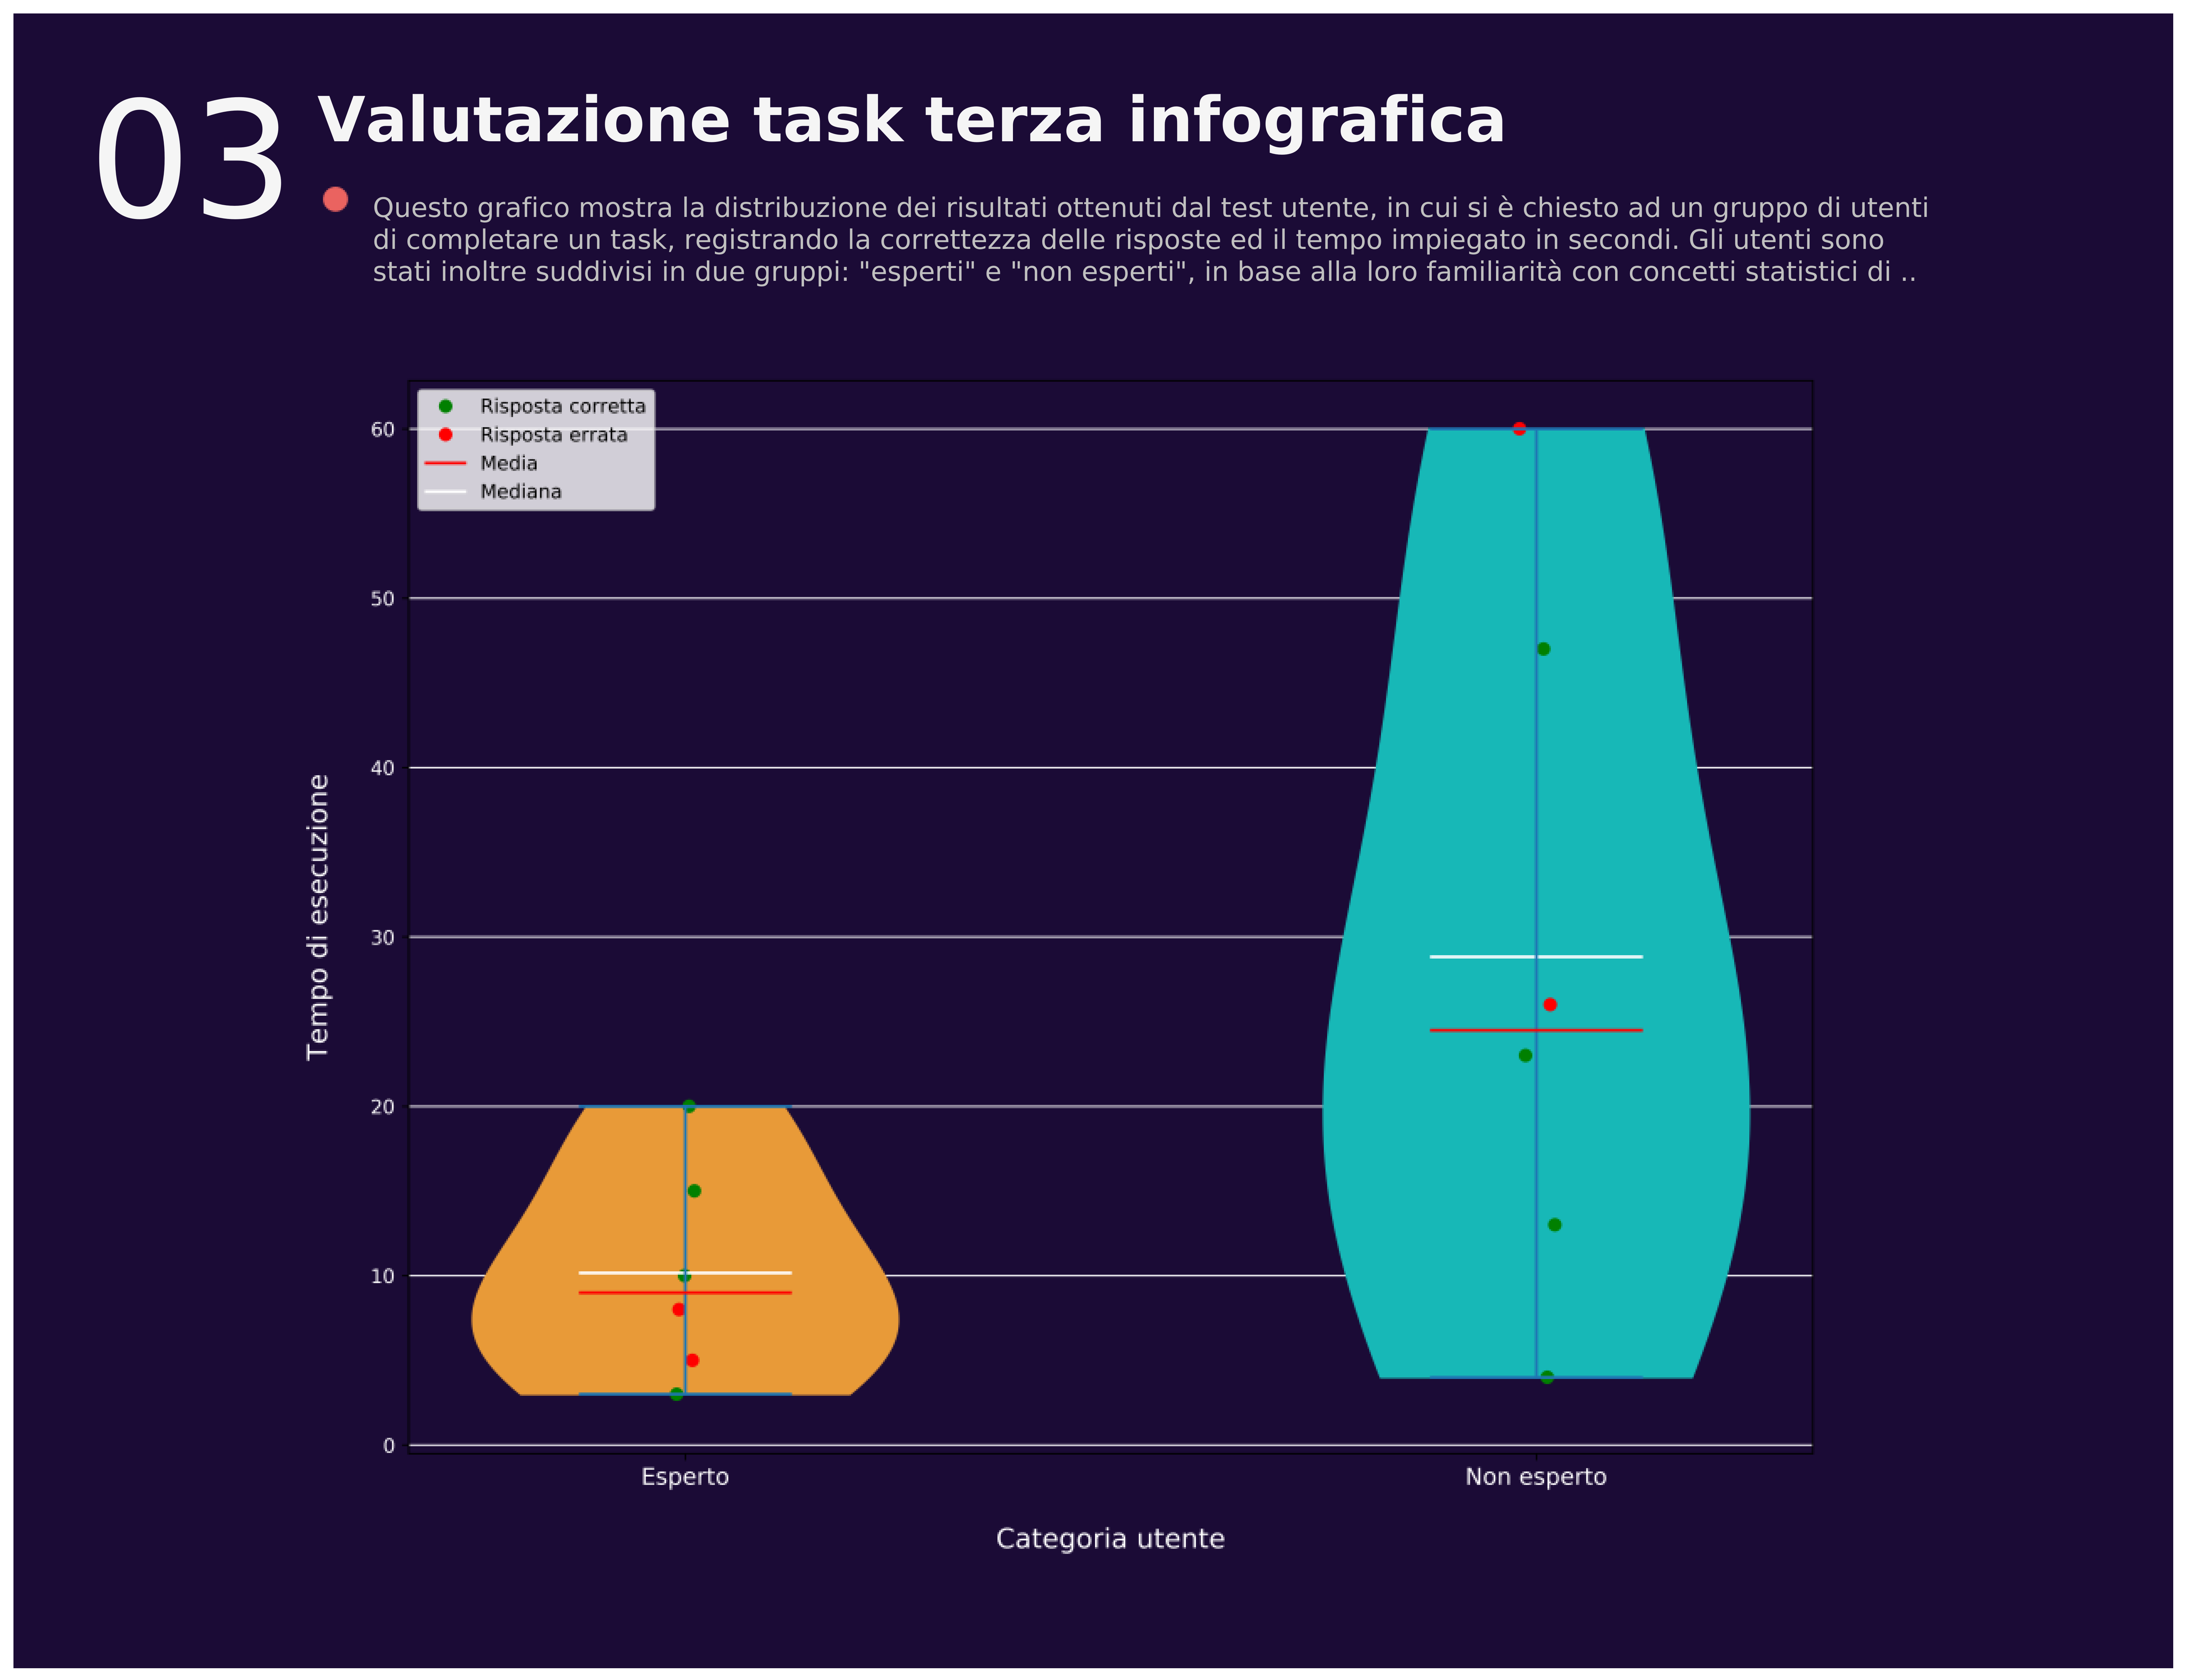 03
Valutazione task terza infografica
Questo grafico mostra la distribuzione dei risultati ottenuti dal test utente, in cui si è chiesto ad un gruppo di utenti
di completare un task, registrando la correttezza delle risposte ed il tempo impiegato in secondi. Gli utenti sono
stati inoltre suddivisi in due gruppi: "esperti" e "non esperti", in base alla loro familiarità con concetti statistici di ..
Risposta corretta
Risposta errata
Media
Mediana
60
50
40
30
20
10
0
Tempo di esecuzione
Esperto
Non esperto
Categoria utente